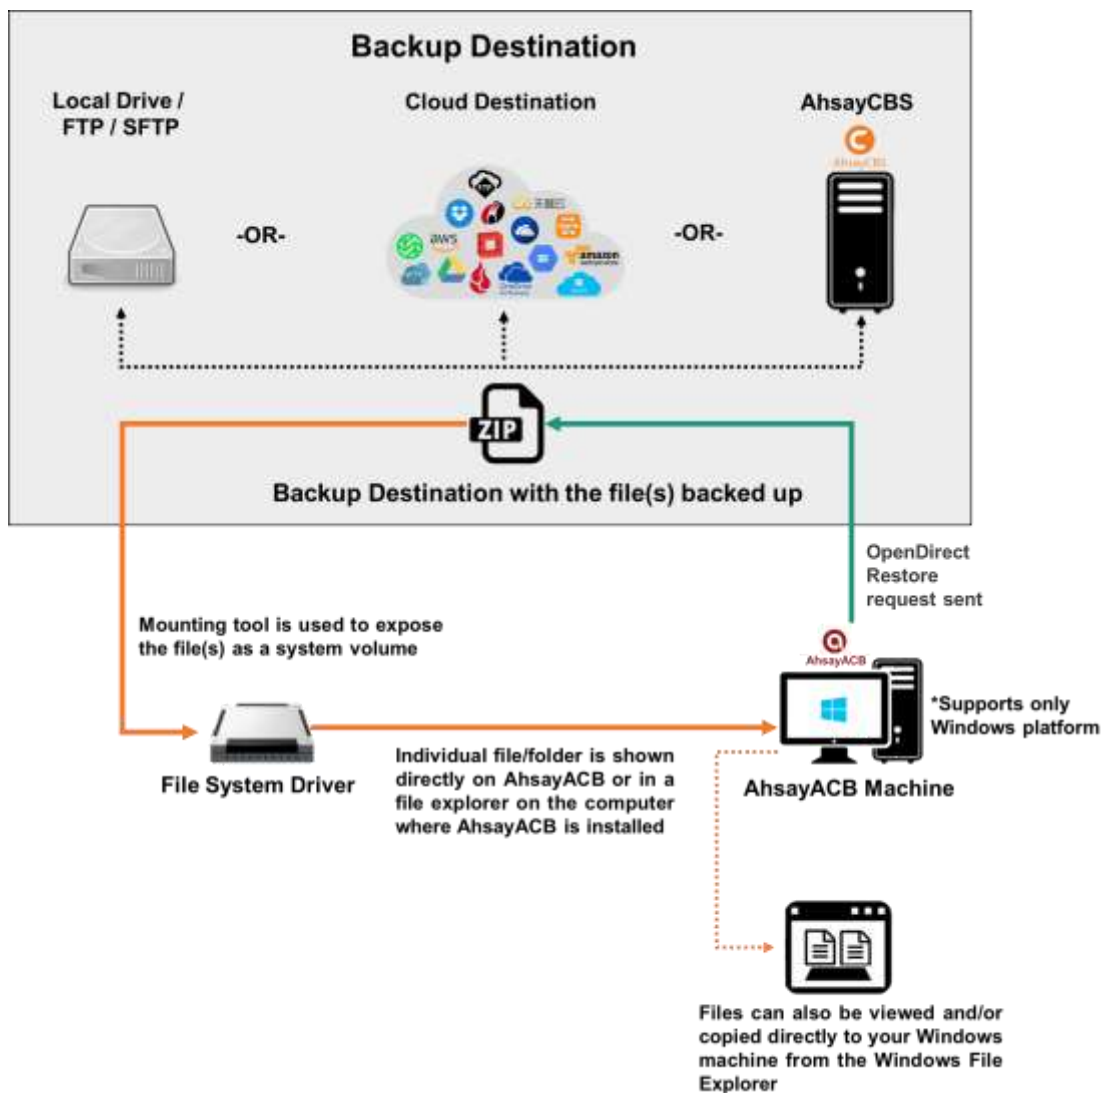 Backup Destination
Local Drive /
FTP / SFTP
Cloud Destination
AhsayCBS
AhsayCBS
-OR-
-OR-
aws
amazon
ZIP
Backup Destination with the file(s) backed up
OpenDirect
Restore
request sent
Mounting tool is used to expose
the file(s) as a system volume
AhsayACB
*Supports only
Windows platform
File System Driver
Individual file/folder is shown
directly on AhsayACB or in a
file explorer on the computer
where AhsayACB is installed
AhsayACB Machine
Files can also be viewed and/or
copied directly to your Windows
machine from the Windows File
Explorer